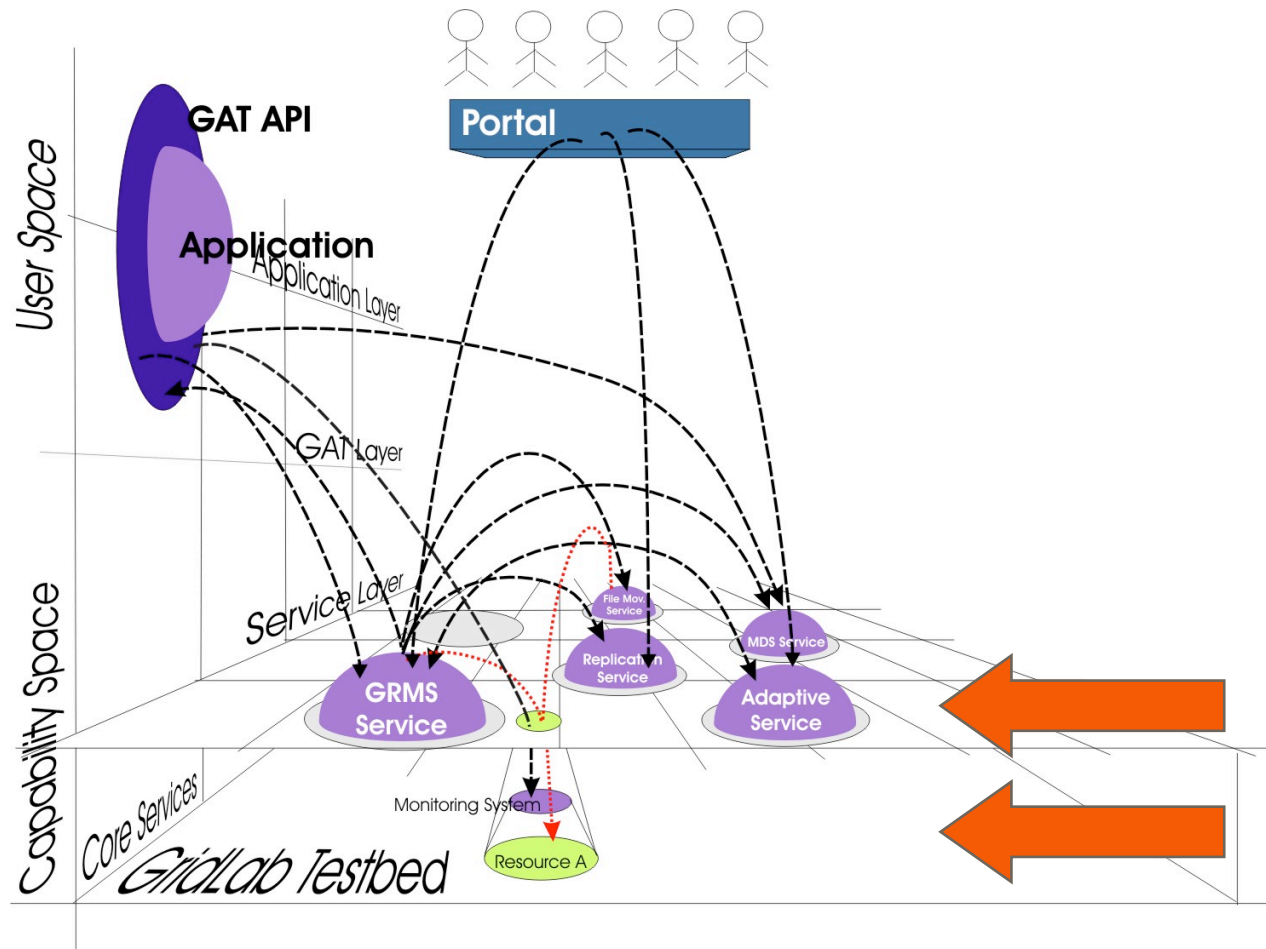 GAT API
Portal
User Space
Application
Application Layer
GAT Layer
Service Layer
File Mov.
Service
MDS Service
Replication
Service
GRMS
Service
Adaptive
Service
Capability Space
Core Services
Monitoring System
Resource A
GridLab Testbed